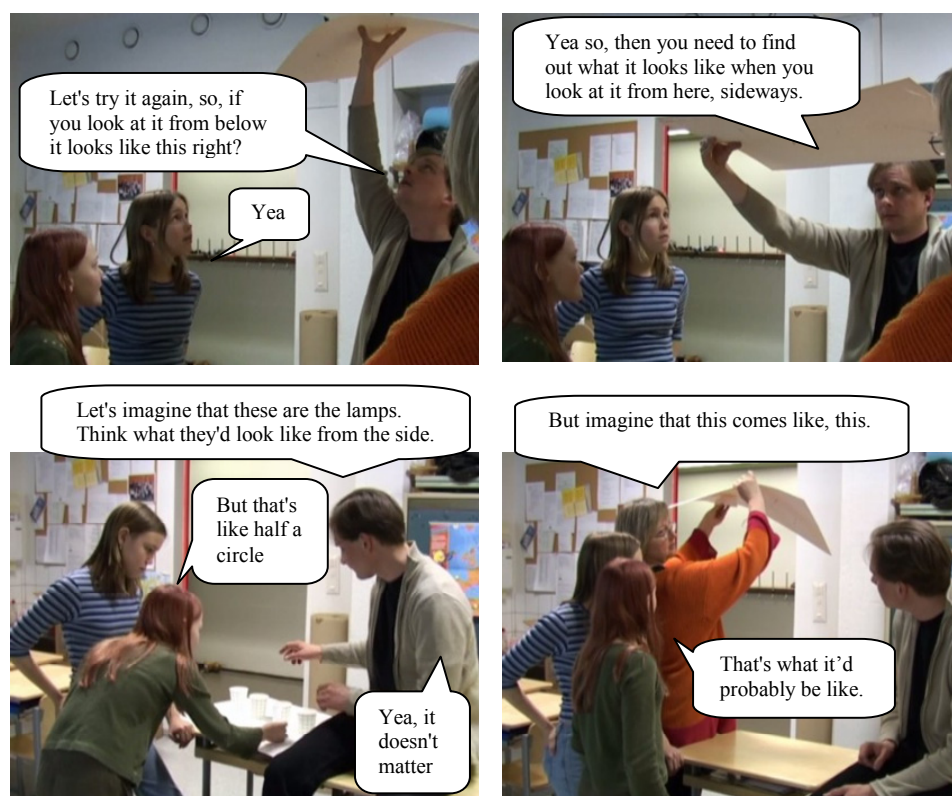 Let's try it again, so, if
you look at it from below
it looks like this right?
Yea
Yea so, then you need to find
out what it looks like when you
look at it from here, sideways.
Let's imagine that these are the lamps.
Think what they'd look like from the side.
But that's
like half a
circle
Yea, it
doesn't
matter
But imagine that this comes like, this.
That's what it’d
probably be like.